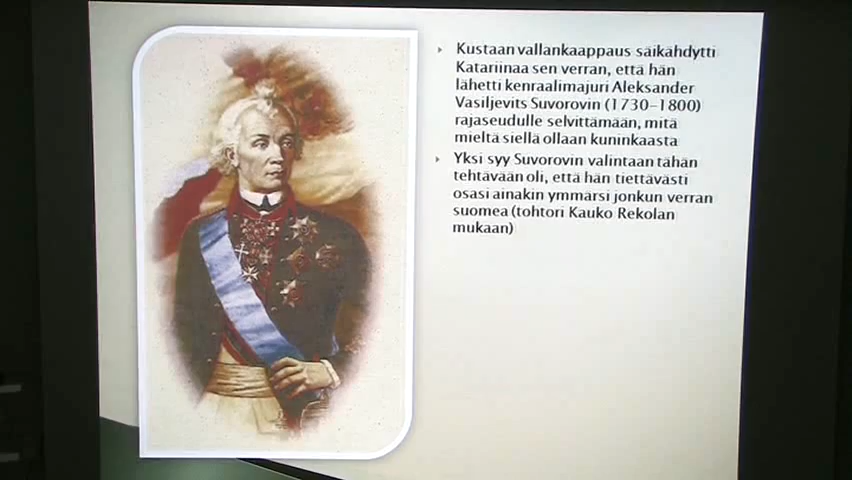 Kustaan vallankaappaus säikähdytti
Katariinaa sen verran, että hän
lähetti kenraalimajuri Aleksander
Vasiljevits Suvorovin (1730–1800)
rajaseudulle selvittämään, mitä
mieltä siellä ollaan kuninkaasta
Yksi syy Suvorovin valintaan tähän
tehtävään oli, että hän tiettävästi
osasi ainakin ymmärsi jonkun verran
suomea (tohtori Kauko Rekolan
mukaan)